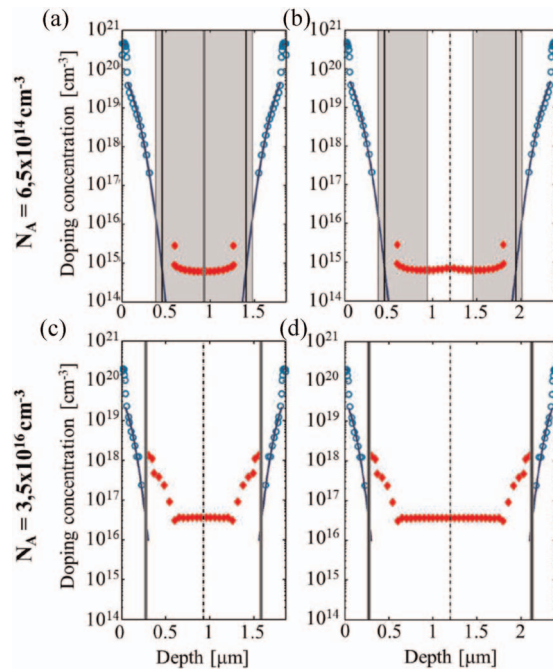 (a)
(b)
N_A = 6,5x10^14 cm^-3
Doping concentration [cm^-3]
10^21
10^20
10^19
10^18
10^17
10^16
10^15
10^14
0 0.5 1 1.5
0 0.5 1 1.5 2
(c)
(d)
N_A = 3,5x10^16 cm^-3
Doping concentration [cm^-3]
10^21
10^20
10^19
10^18
10^17
10^16
10^15
10^14
0 0.5 1 1.5
0 0.5 1 1.5 2
Depth [μm]
Depth [μm]